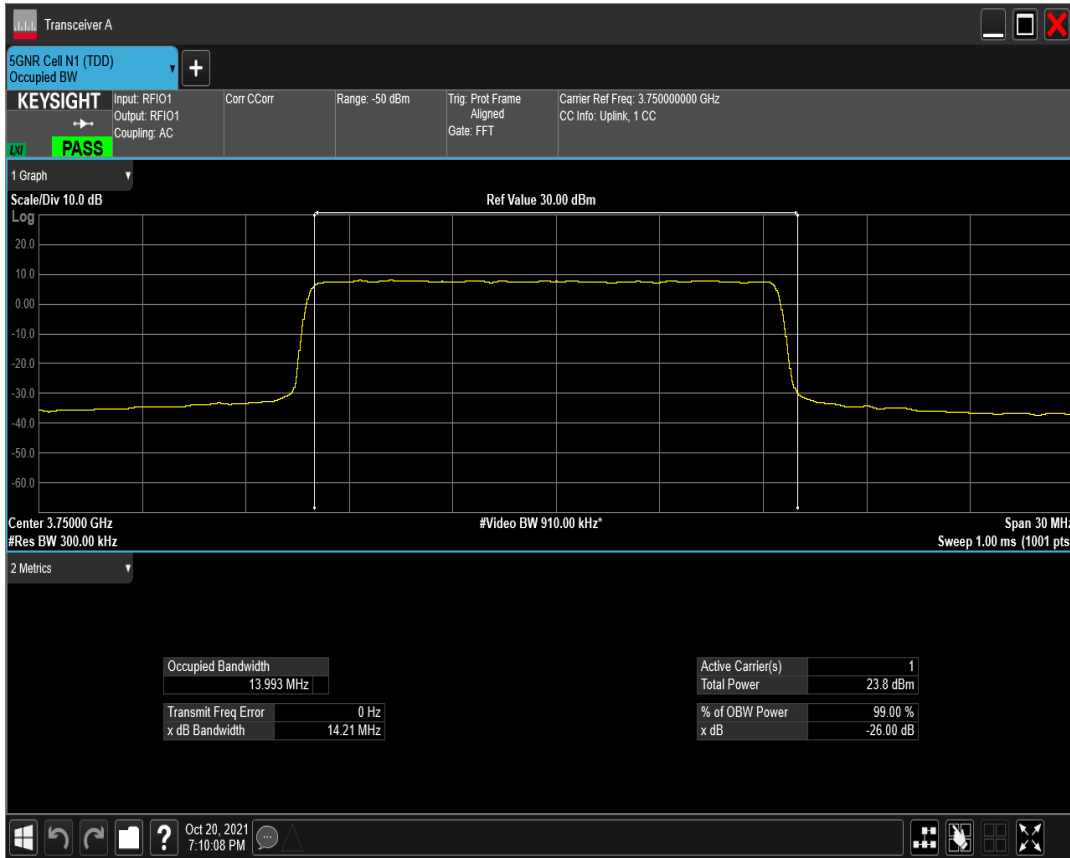 Transceiver A
5GNR Cell N1 (TDD)
Occupied BW
+
KEYSIGHT
Input: RFIO1
Output: RFIO1
Coupling: AC
Corr CCorr
Range: -50 dBm
Trig: Prot Frame
Aligned
Gate: FFT
Carrier Ref Freq: 3.750000000 GHz
CC Info: Uplink, 1 CC
LXI
PASS
1 Graph
Scale/Div 10.0 dB
Ref Value 30.00 dBm
Log
20.0
10.0
0.00
-10.0
-20.0
-30.0
-40.0
-50.0
-60.0
Center 3.75000 GHz
#Video BW 910.00 kHz*
Span 30 MHz
#Res BW 300.00 kHz
Sweep 1.00 ms (1001 pts
2 Metrics
Occupied Bandwidth
13.993 MHz
Transmit Freq Error 0 Hz
x dB Bandwidth 14.21 MHz
Active Carrier(s) 1
Total Power 23.8 dBm
% of OBW Power 99.00 %
x dB -26.00 dB
?
Oct 20, 2021
7:10:08 PM